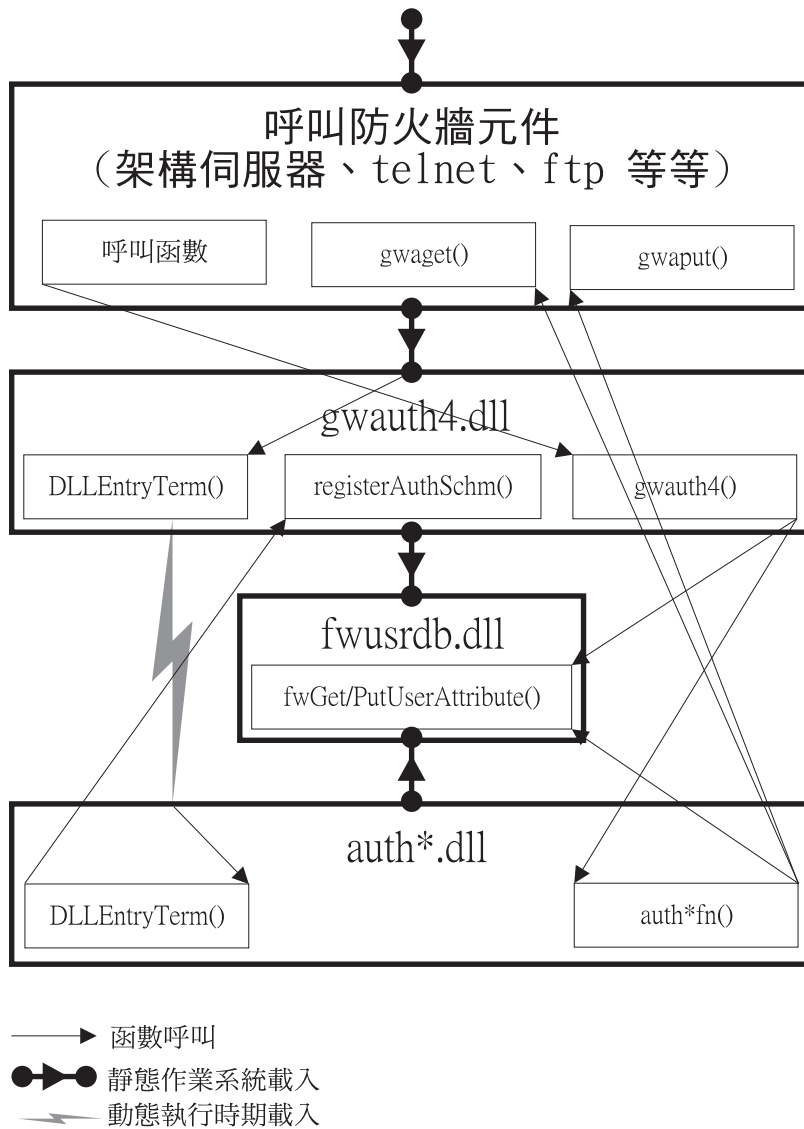 呼叫防火牆元件
（架構伺服器、telnet、ftp 等等）
呼叫函數
gwaget()
gwaput()
gwauth4.dll
DLLEntryTerm()
registerAuthSchm()
gwauth4()
fwusrdb.dll
fwGet/PutUserAttribute()
auth*.dll
DLLEntryTerm()
auth*fn()
函數呼叫
靜態作業系統載入
動態執行時期載入